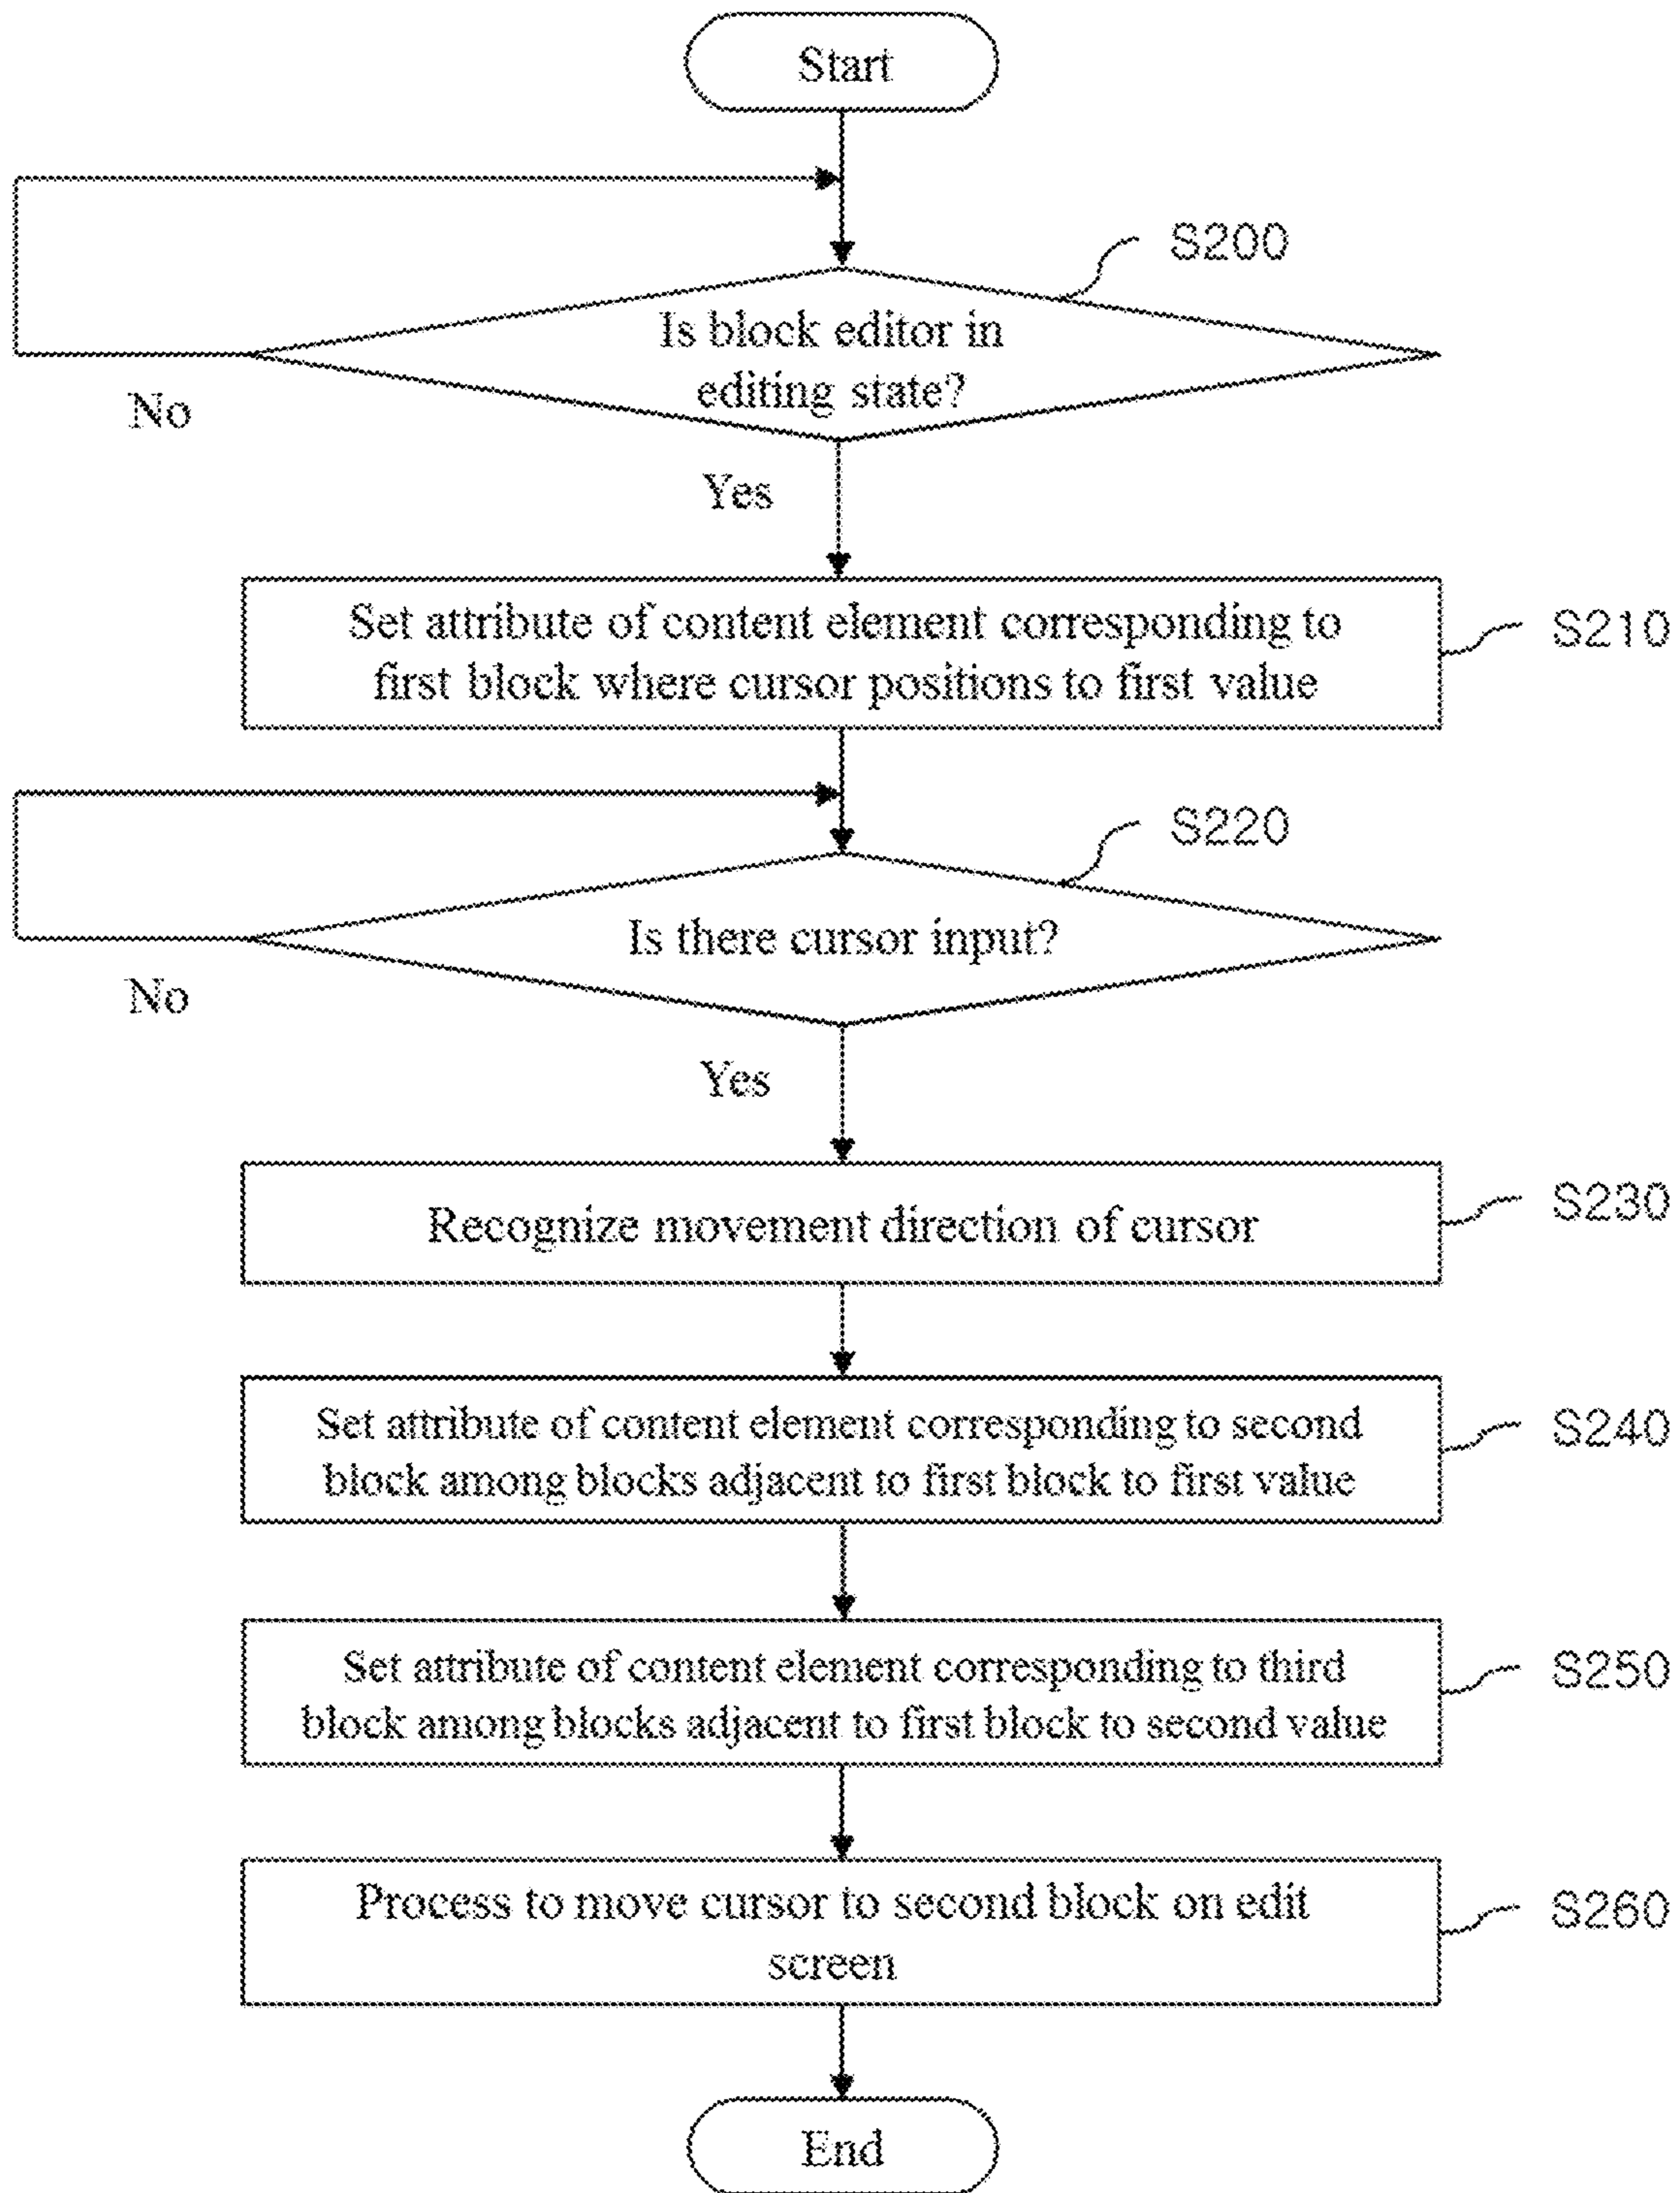 Start
S200
Is block editor in
editing state?
No
Yes
Set attribute of content element corresponding to
first block where cursor positions to first value
S210
S220
Is there cursor input?
No
Yes
Recognize movement direction of cursor
S230
Set attribute of content element corresponding to second
block among blocks adjacent to first block to first value
S240
Set attribute of content element corresponding to third
block among blocks adjacent to first block to second value
S250
Process to move cursor to second block on edit
screen
S260
End